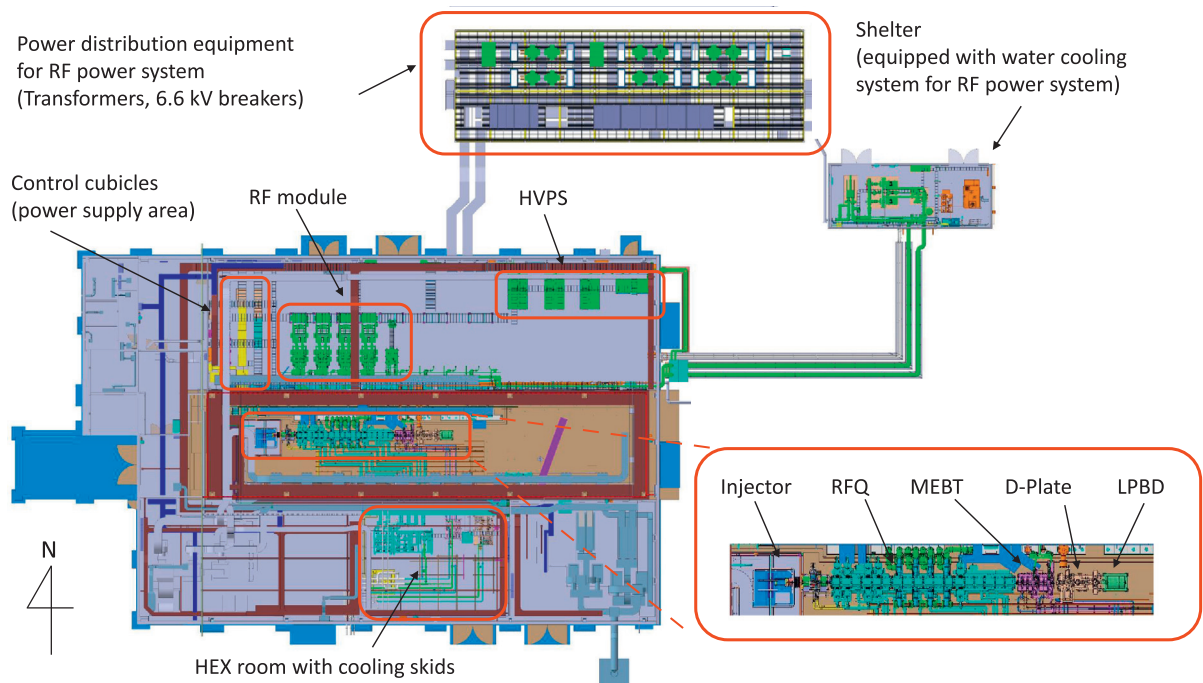 Power distribution equipment
for RF power system
(Transformers, 6.6 kV breakers)
Shelter
(equipped with water cooling
system for RF power system)
Control cubicles
(power supply area)
RF module
HVPS
Injector
RFQ
MEBT
D-Plate
LPBD
N
HEX room with cooling skids